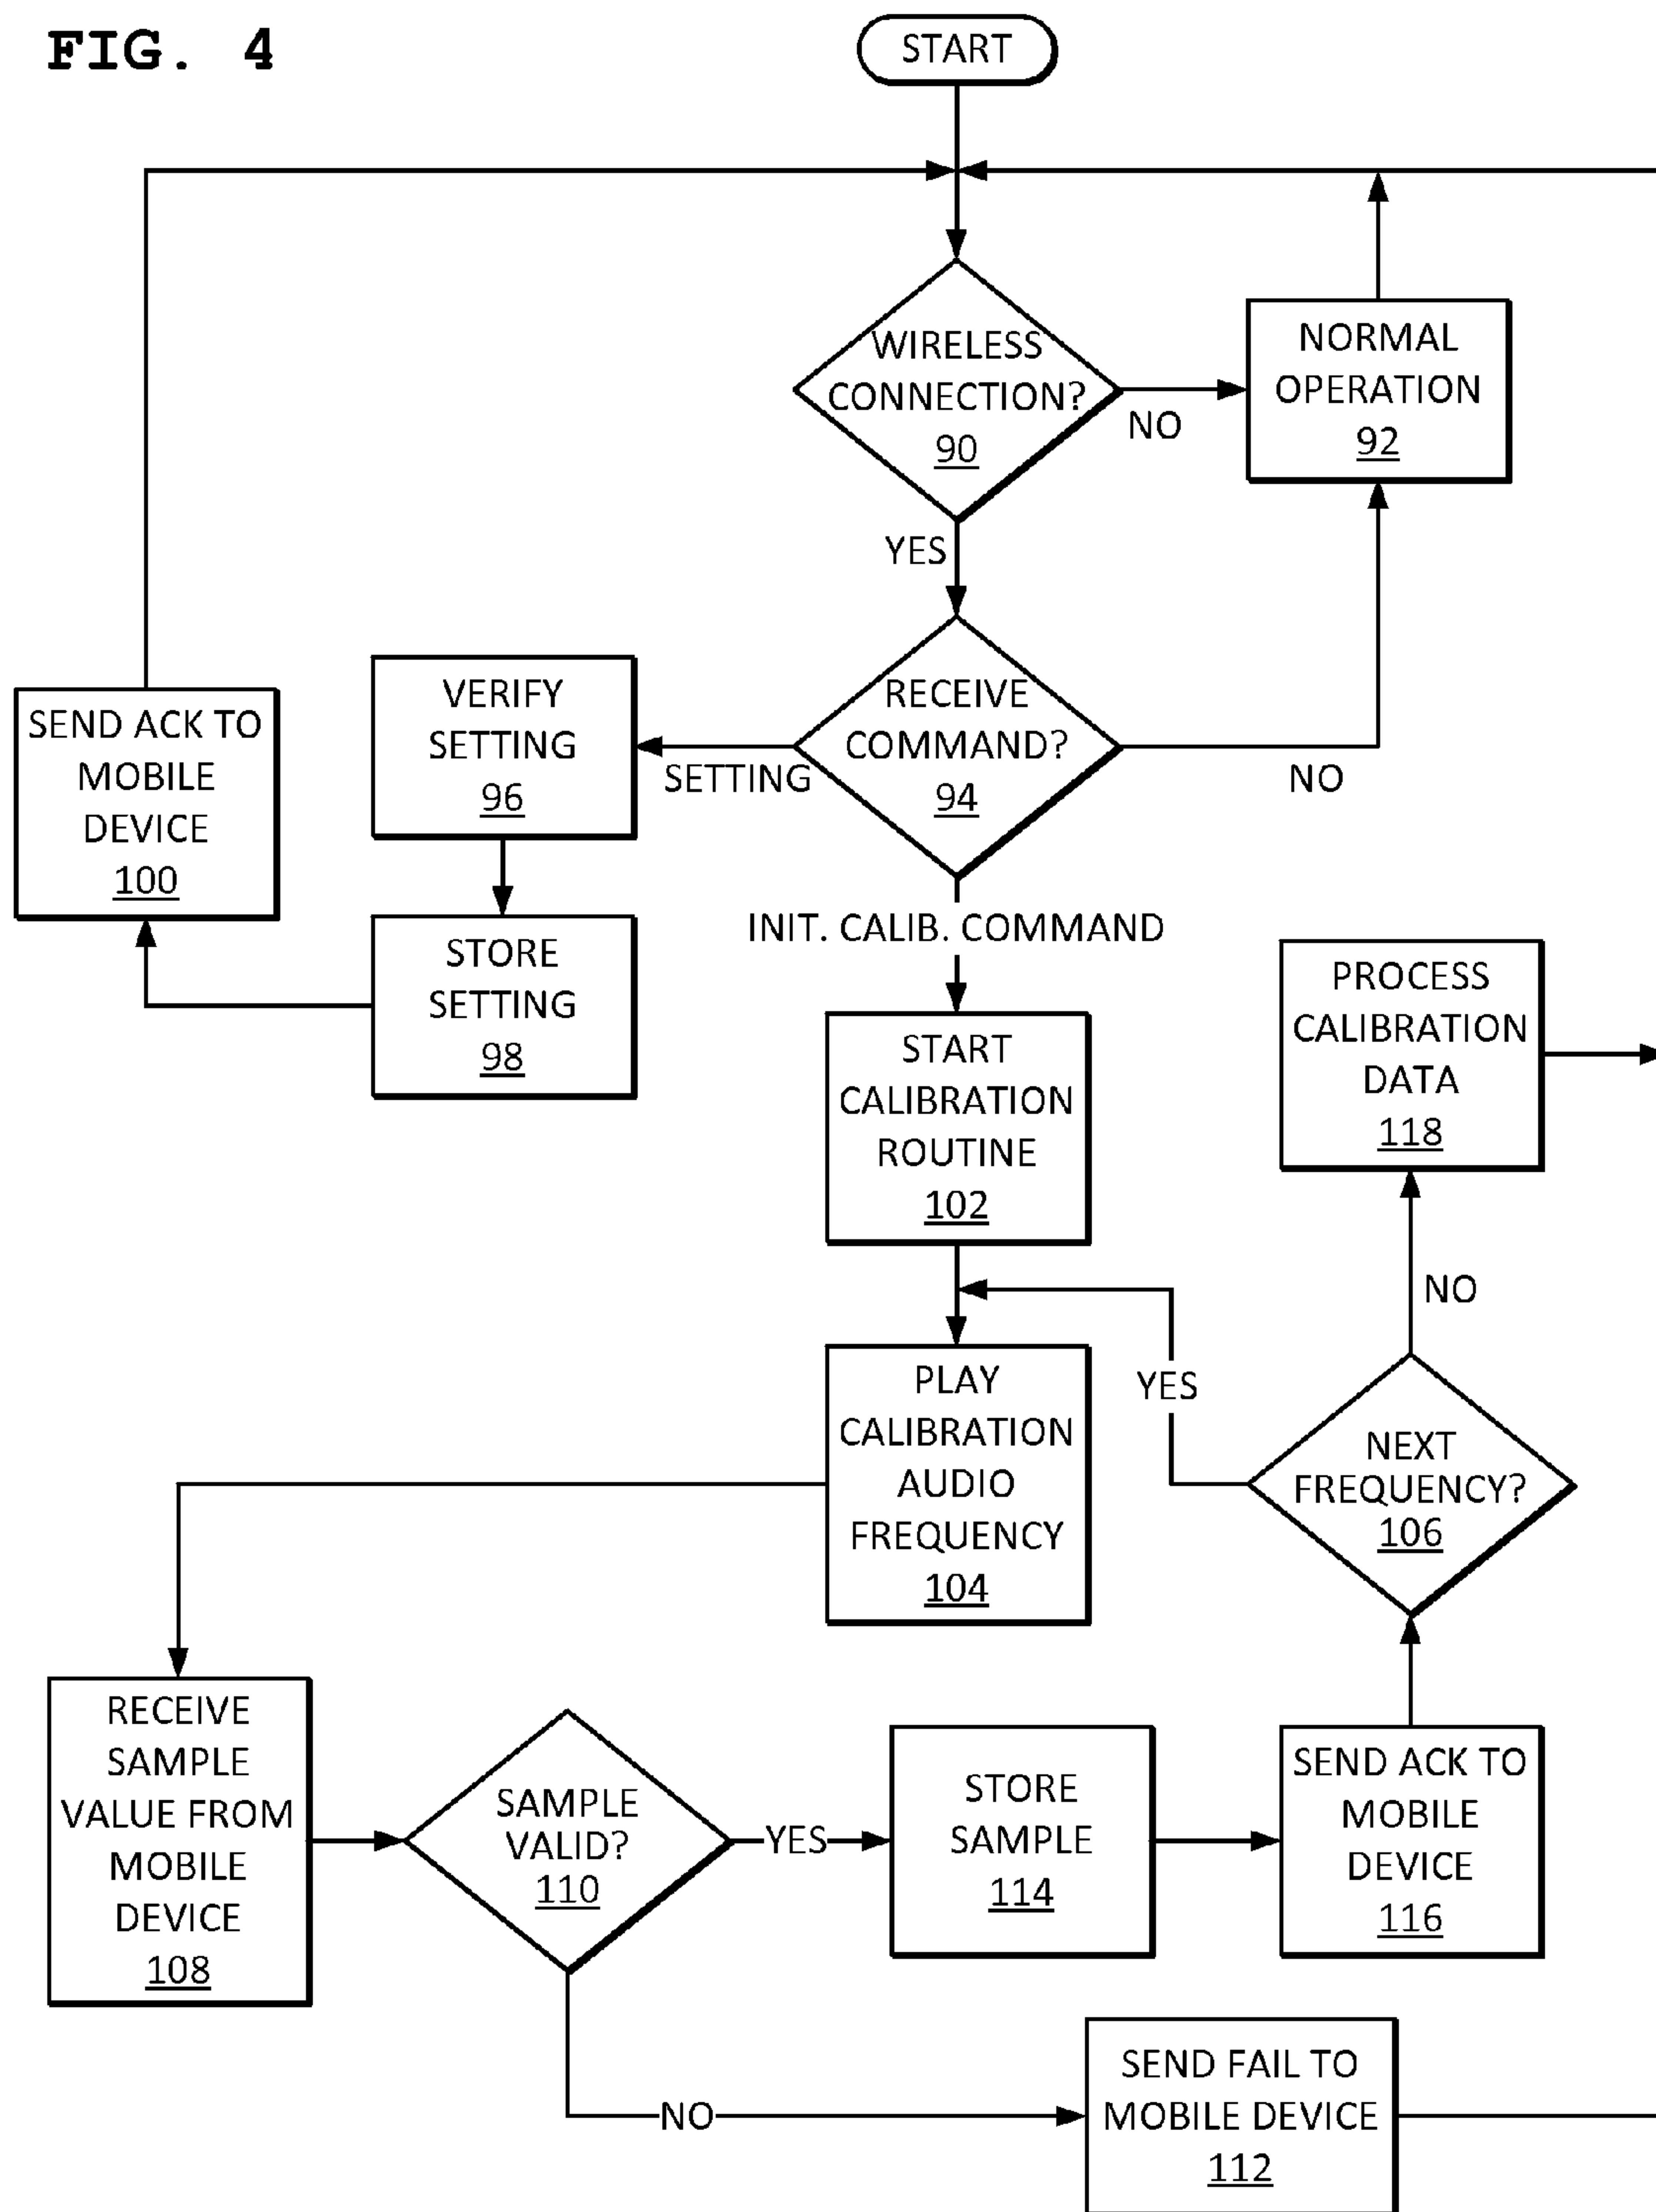 FIG. 4
START
WIRELESS
CONNECTION?
90
NO
NORMAL
OPERATION
92
YES
RECEIVE
COMMAND?
94
SETTING
NO
VERIFY
SETTING
96
SEND ACK TO
MOBILE
DEVICE
100
STORE
SETTING
98
INIT. CALIB. COMMAND
START
CALIBRATION
ROUTINE
102
PROCESS
CALIBRATION
DATA
118
NO
YES
PLAY
CALIBRATION
AUDIO
FREQUENCY
104
NEXT
FREQUENCY?
106
RECEIVE
SAMPLE
VALUE FROM
MOBILE
DEVICE
108
SAMPLE
VALID?
110
YES
STORE
SAMPLE
114
SEND ACK TO
MOBILE
DEVICE
116
NO
SEND FAIL TO
MOBILE DEVICE
112